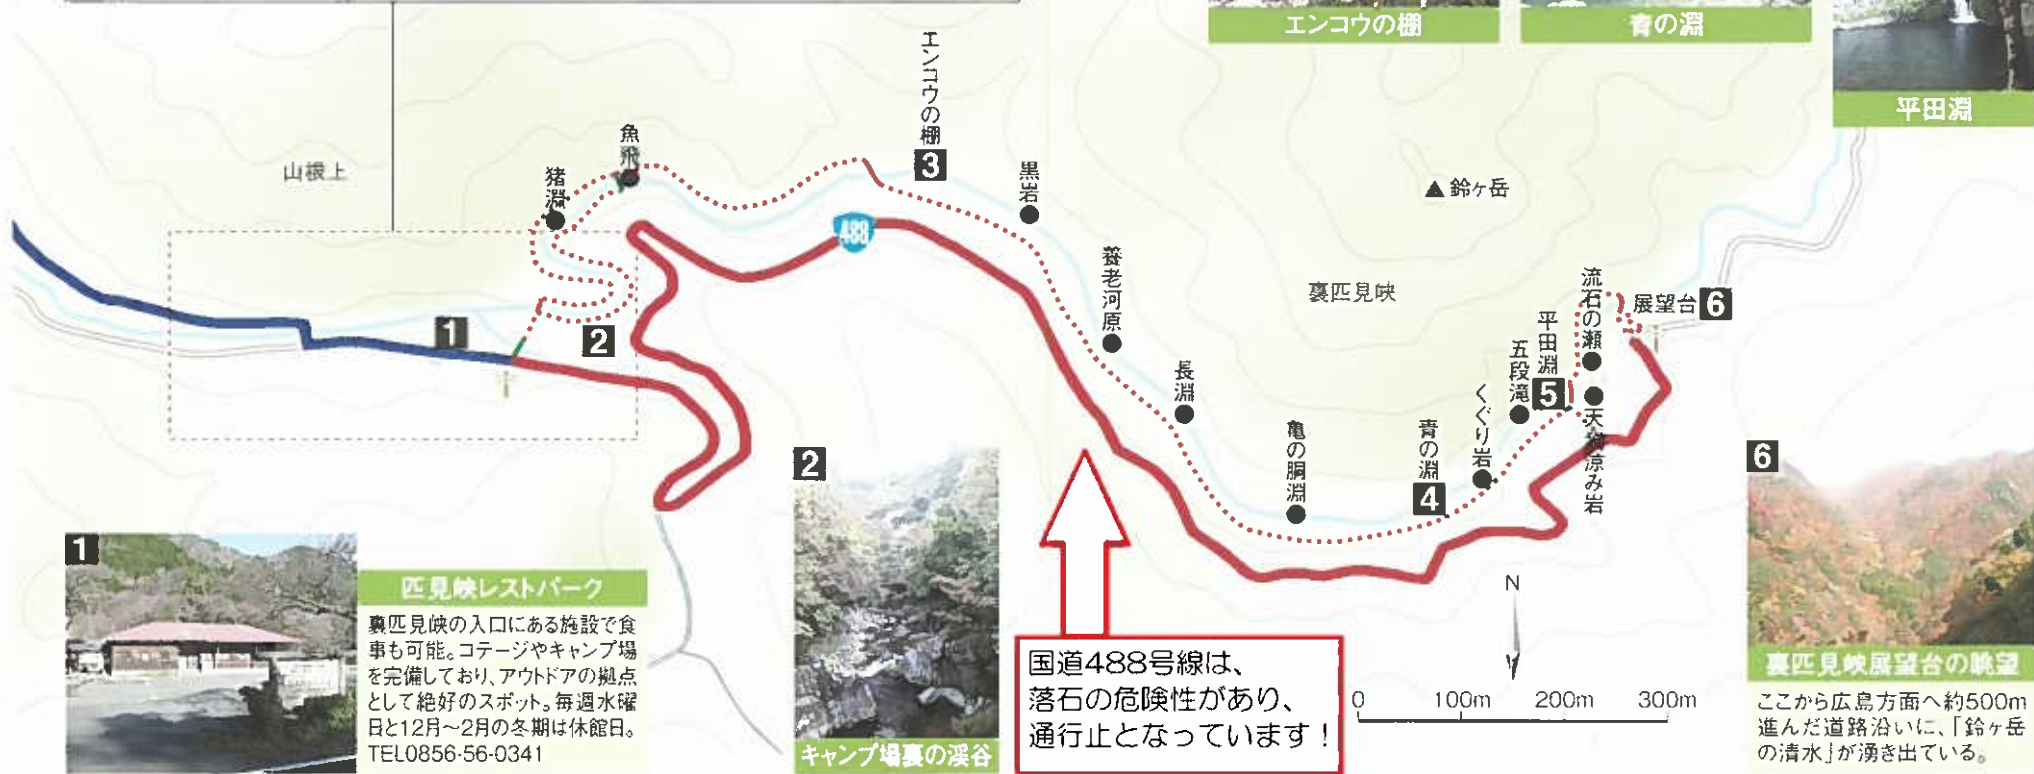 エンコウの棚
青の淵
平田淵
山根上
猪淵
魚飛
エンコウの棚
3
黒岩
488
養老河原
長淵
亀の胴淵
青の淵
4
くぐり岩
五段滝
平田淵
5
流石の瀬
涼み岩
展望台 6
▲鈴ヶ岳
裏匹見峡
1
2
1
匹見峡レストパーク
裏匹見峡の入口にある施設で食
事も可能。コテージやキャンプ場
を完備しており、アウトドアの拠点
として絶好のスポット。毎週水曜
日と12月～2月の冬期は休館日。
TEL0856-56-0341
2
キャンプ場裏の渓谷
国道488号線は、
落石の危険性があり、
通行止となっています！
N
0 100m 200m 300m
6
裏匹見峡展望台の眺望
ここから広島方面へ約500m
進んだ道路沿いに、「鈴ヶ岳
の清水」が湧き出ている。